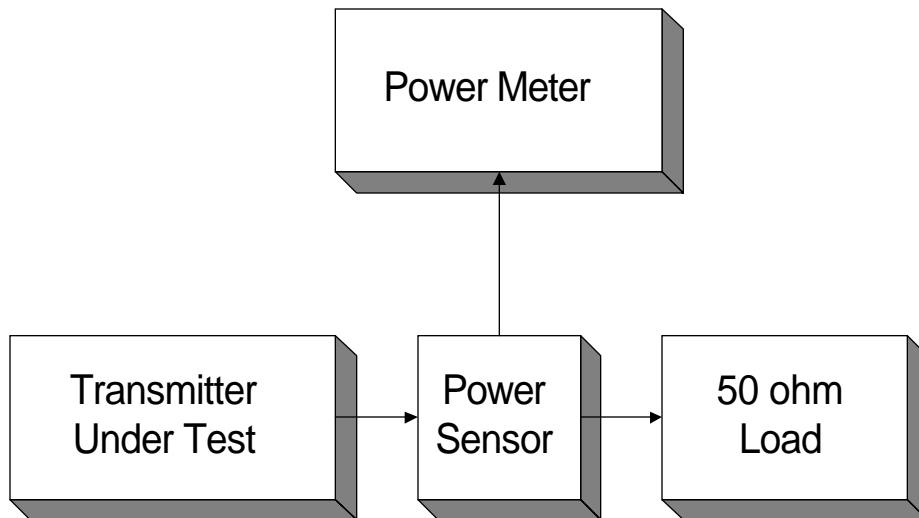 Power Meter
Transmitter
Under Test
Power
Sensor
50 ohm
Load